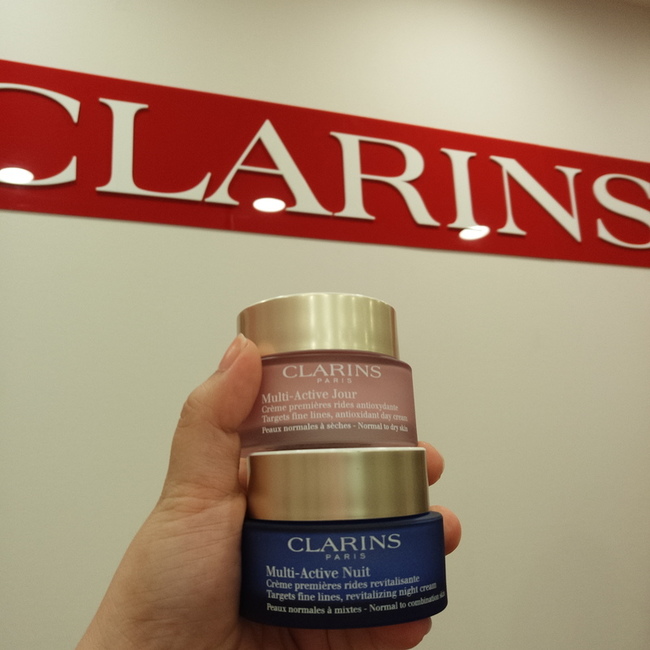 CLARINS
CLARINS
PARIS
Multi-Active Jour
Crème premières rides antioxydante
Targets fine lines, antioxidant day cream
Peaux normales à sèches - Normal to dry skin
CLARINS
PARIS
Multi-Active Nuit
Crème premières rides revitalisante
Targets fine lines, revitalizing night cream
Peaux normales à mixtes - Normal to combination skin